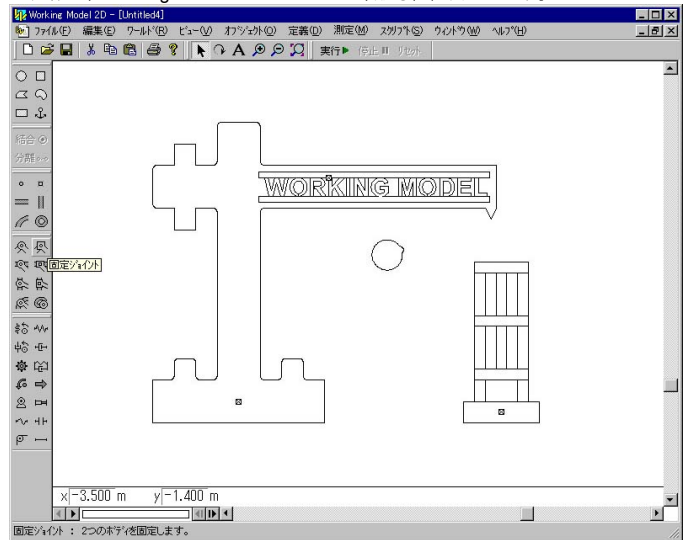 Working Model 2D - [Untitled4]
ファイル(F) 編集(E) ワールド(R) ビュー(V) オブジェクト(O) 定義(D) 測定(M) スクリプト(S) ウィンドウ(W) ヘルプ(H)
実行 停止 リセット
結合
分離
WORKING MODEL
固定ジョイント
x -3.500 m y -1.400 m
固定ジョイント : 2つのボディを固定します。